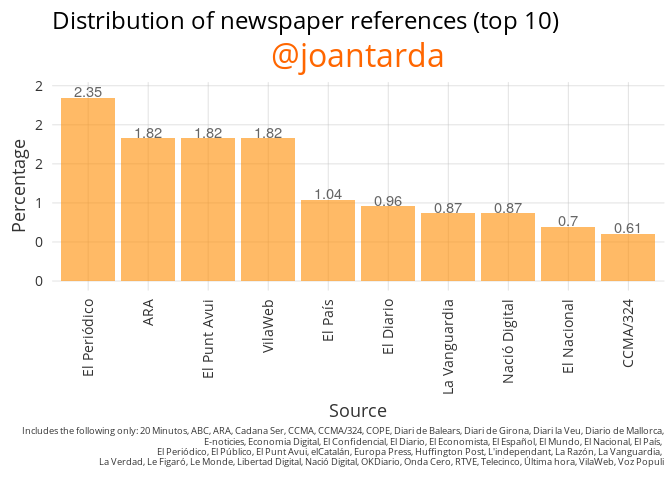 Distribution of newspaper references (top 10)
@joantarda
Percentage
2
2
2
1
0
0
2.35
1.82
1.82
1.82
1.04
0.96
0.87
0.87
0.7
0.61
El Periódico
ARA
El Punt Avui
VilaWeb
El País
El Diario
La Vanguardia
Nació Digital
El Nacional
CCMA/324
Source
Includes the following only: 20 Minutos, ABC, ARA, Cadana Ser, CCMA, CCMA/324, COPE, Diari de Balears, Diari de Girona, Diari la Veu, Diario de Mallorca,
E-noticies, Economia Digital, El Confidencial, El Diario, El Economista, El Español, El Mundo, El Nacional, El País,
El Periódico, El Público, El Punt Avui, elCatalán, Europa Press, Huffington Post, L'independant, La Razón, La Vanguardia,
La Verdad, Le Figaró, Le Monde, Libertad Digital, Nació Digital, OKDiario, Onda Cero, RTVE, Telecinco, Última hora, VilaWeb, Voz Populi